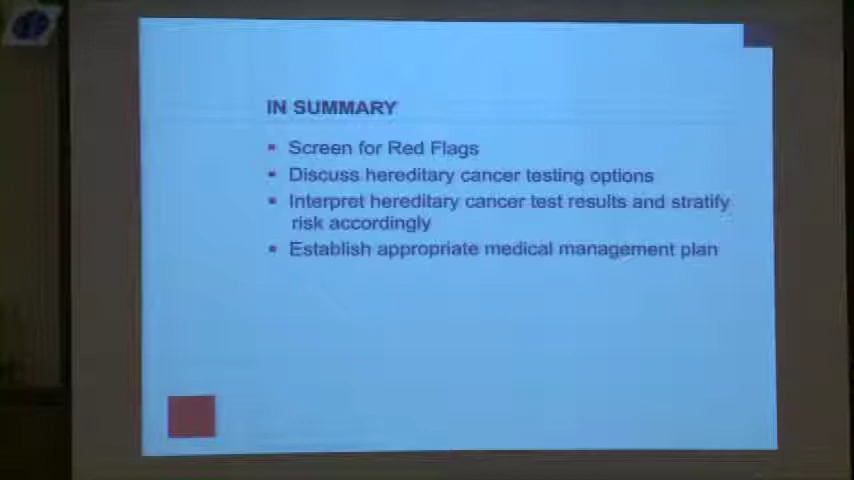 IN SUMMARY
▪ Screen for Red Flags
▪ Discuss hereditary cancer testing options
▪ Interpret hereditary cancer test results and stratify
risk accordingly
▪ Establish appropriate medical management plan